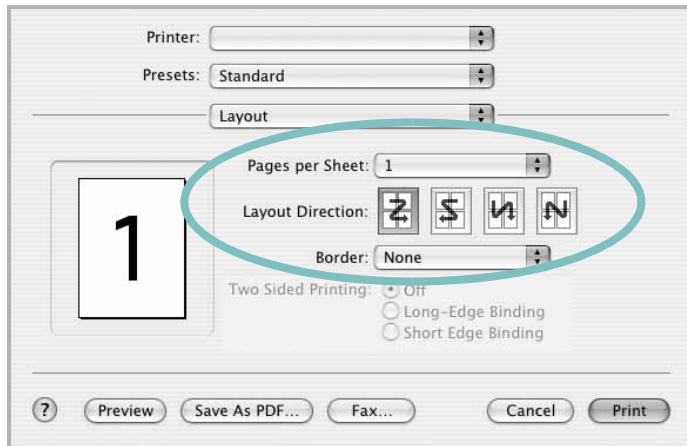 Printer:
Presets: Standard
Layout
Pages per Sheet: 1
Layout Direction:
Border: None
Two Sided Printing: Off
Long-Edge Binding
Short Edge Binding
1
? Preview Save As PDF... Fax... Cancel Print